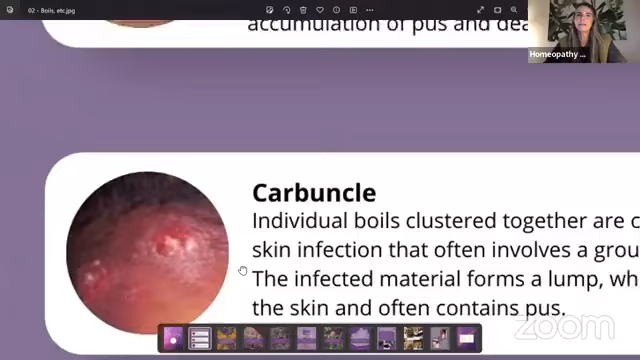 02 - Boils, etc.jpg
accumulation of pus and dea
Homeopathy ...
Carbuncle
Individual boils clustered together are c
skin infection that often involves a grou
The infected material forms a lump, wh
the skin and often contains pus.
zoom